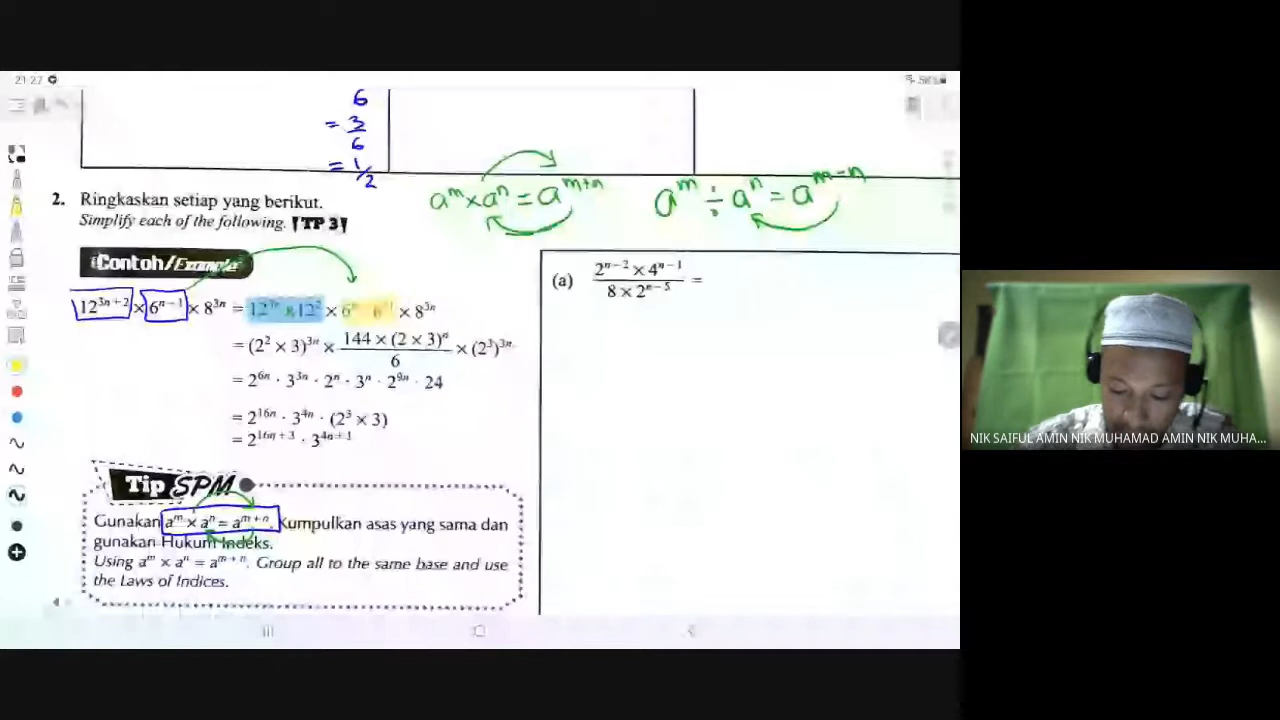 21:27
6
= 3
6
= 1/2
a^m × a^n = a^{m+n}
a^m ÷ a^n = a^{m-n}
2. Ringkaskan setiap yang berikut.
Simplify each of the following. TP 3
Contoh/Example
12^{3n+2} × 6^{n-1} × 8^{3n} = 12^{3n} × 12^2 × 6^n · 6^{-1} × 8^{3n}
= (2^2 × 3)^{3n} × \frac{144 × (2 × 3)^n}{6} × (2^3)^{3n}
= 2^{6n} · 3^{3n} · 2^n · 3^n · 2^{9n} · 24
= 2^{16n} · 3^{4n} · (2^3 × 3)
= 2^{16n+3} · 3^{4n+1}
(a) \frac{2^{n-2} × 4^{n-1}}{8 × 2^{n-5}} =
Tip SPM
Gunakan a^m × a^n = a^{m+n}. Kumpulkan asas yang sama dan
gunakan Hukum Indeks.
Using a^m × a^n = a^{m+n}. Group all to the same base and use
the Laws of Indices.
NIK SAIFUL AMIN NIK MUHAMAD AMIN NIK MUHA...